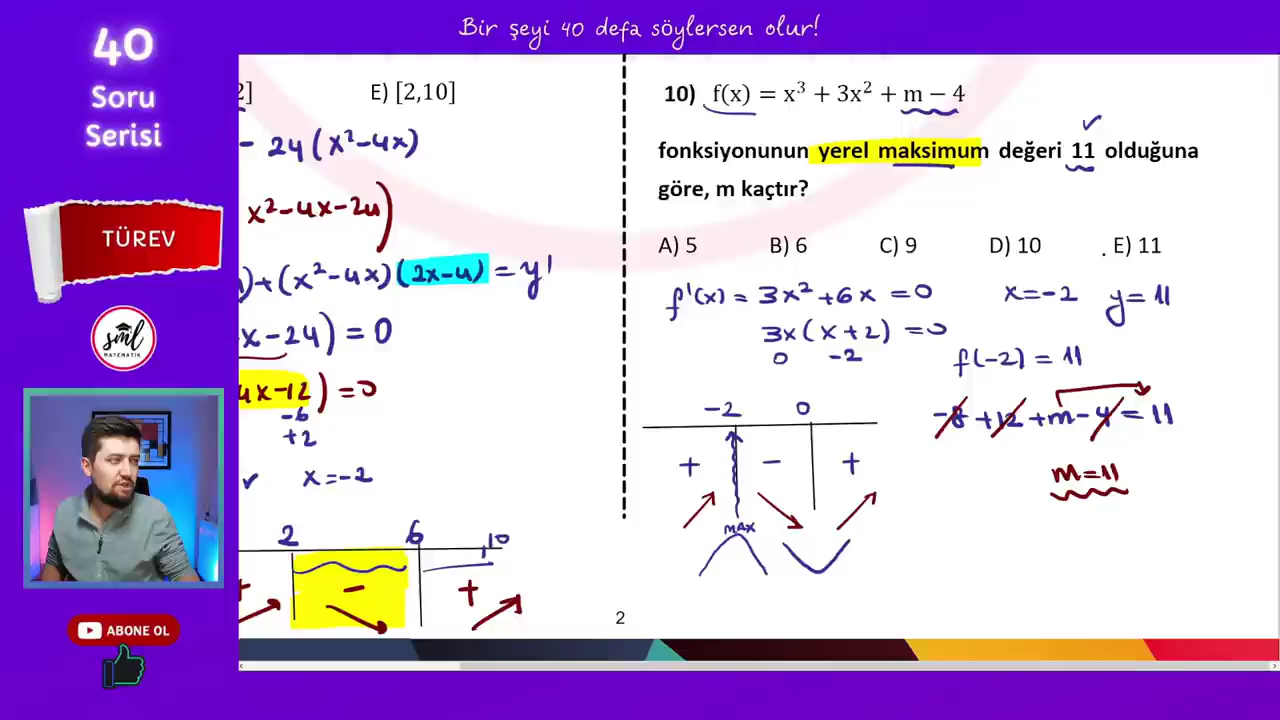 Bir şeyi 40 defa söylersen olur!
40
Soru
Serisi
TÜREV
sml
MATEMATİK
ABONE OL
2]
E) [2,10]
- 24(x²-4x)
x²-4x-24)
)+(x²-4x)(2x-4) = y'
x-24) = 0
4x-12) = 0
-6
+2
x=-2
2 6 10
+ - +
10) f(x) = x³ + 3x² + m − 4
fonksiyonunun yerel maksimum değeri 11 olduğuna
göre, m kaçtır?
A) 5 B) 6 C) 9 D) 10 . E) 11
f'(x) = 3x²+6x = 0 x=-2 y=11
3x(x+2) = 0
0 -2
f(-2) = 11
-8+12+m-4=11
m=11
-2 0
+ - +
MAX
2